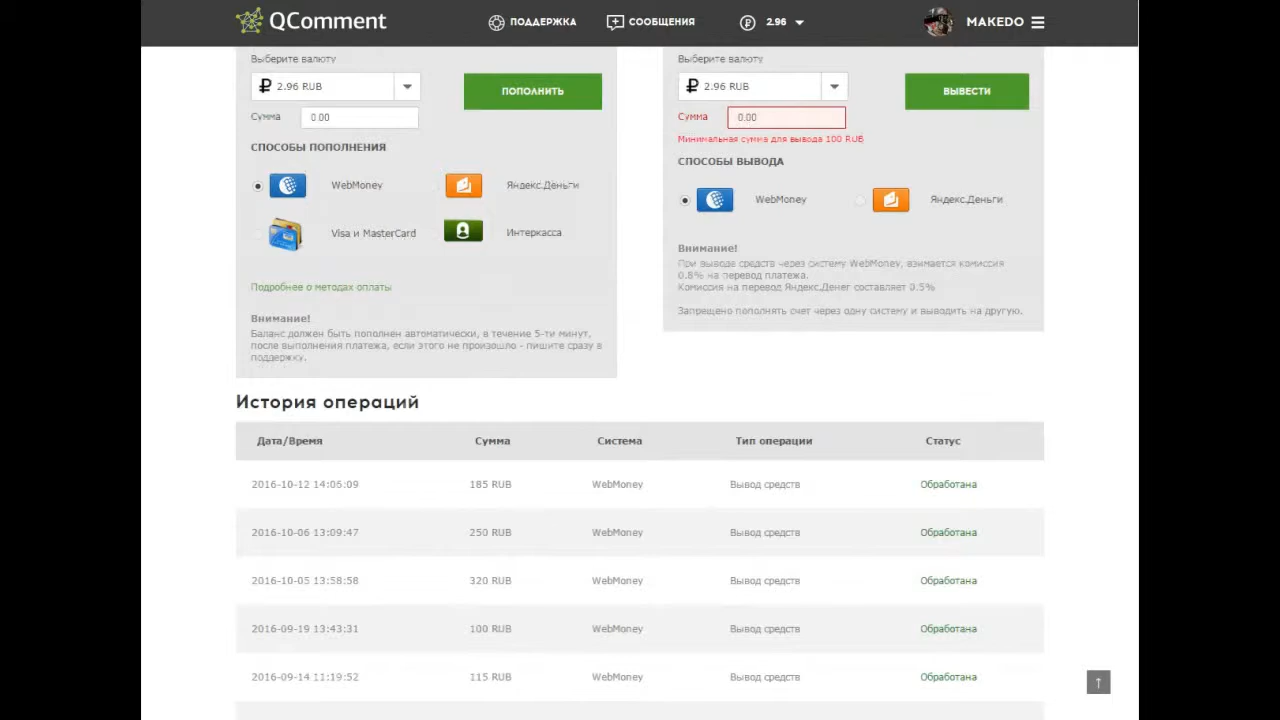 QComment ПОДДЕРЖКА СООБЩЕНИЯ 2.96 MAKEDO
Выберите валюту
2.96 RUB
ПОПОЛНИТЬ
Сумма 0.00
СПОСОБЫ ПОПОЛНЕНИЯ
WebMoney Яндекс.Деньги
Visa и MasterCard Интеркасса
Подробнее о методах оплаты
Внимание!
Баланс должен быть пополнен автоматически, в течение 5-ти минут,
после выполнения платежа, если этого не произошло - пишите сразу в
поддержку.
Выберите валюту
2.96 RUB
ВЫВЕСТИ
Сумма 0.00
Минимальная сумма для вывода 100 RUB
СПОСОБЫ ВЫВОДА
WebMoney Яндекс.Деньги
Внимание!
При выводе средств через систему WebMoney, взимается комиссия
0.8% на перевод платежа.
Комиссия на перевод Яндекс.Денег составляет 0.5%
Запрещено пополнять счет через одну систему и выводить на другую.
История операций
Дата/Время Сумма Система Тип операции Статус
2016-10-12 14:05:09 185 RUB WebMoney Вывод средств Обработана
2016-10-06 13:09:47 250 RUB WebMoney Вывод средств Обработана
2016-10-05 13:58:58 320 RUB WebMoney Вывод средств Обработана
2016-09-19 13:43:31 100 RUB WebMoney Вывод средств Обработана
2016-09-14 11:19:52 115 RUB WebMoney Вывод средств Обработана